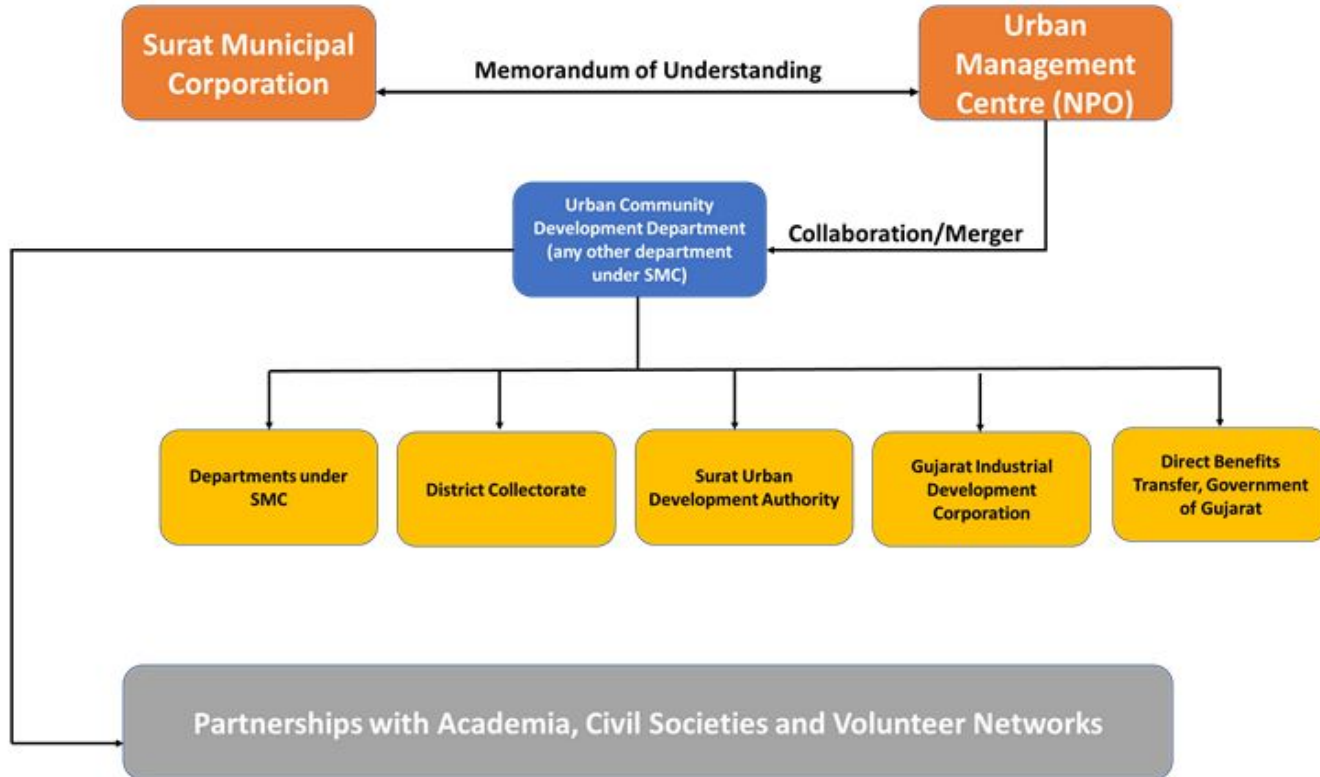 Surat Municipal
Corporation
Memorandum of Understanding
Urban
Management
Centre (NPO)
Urban Community
Development Department
(any other department
under SMC)
Collaboration/Merger
Departments under
SMC
District Collectorate
Surat Urban
Development Authority
Gujarat Industrial
Development
Corporation
Direct Benefits
Transfer, Government
of Gujarat
Partnerships with Academia, Civil Societies and Volunteer Networks